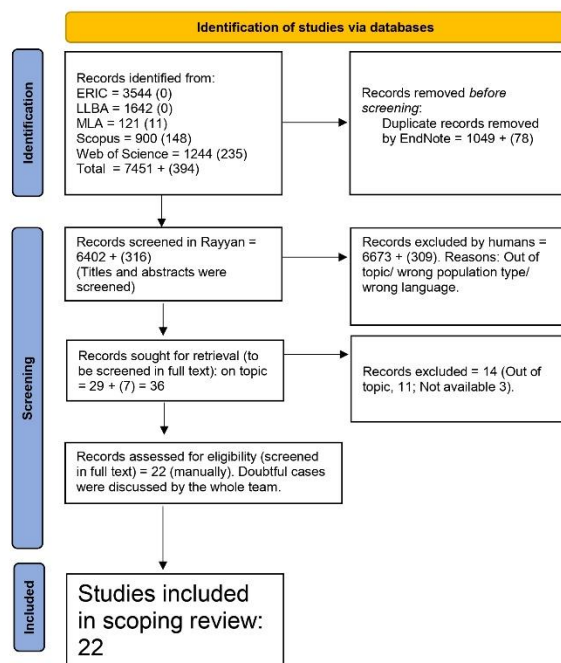 Identification of studies via databases
Identification
Records identified from:
ERIC = 3544 (0)
LLBA = 1642 (0)
MLA = 121 (11)
Scopus = 900 (148)
Web of Science = 1244 (235)
Total = 7451 + (394)
Records removed before
screening:
Duplicate records removed
by EndNote = 1049 + (78)
Screening
Records screened in Rayyan =
6402 + (316)
(Titles and abstracts were
screened)
Records excluded by humans =
6673 + (309). Reasons: Out of
topic/ wrong population type/
wrong language.
Records sought for retrieval (to
be screened in full text): on topic
= 29 + (7) = 36
Records excluded = 14 (Out of
topic, 11; Not available 3).
Records assessed for eligibility (screened
in full text) = 22 (manually). Doubtful cases
were discussed by the whole team.
Included
Studies included
in scoping review:
22